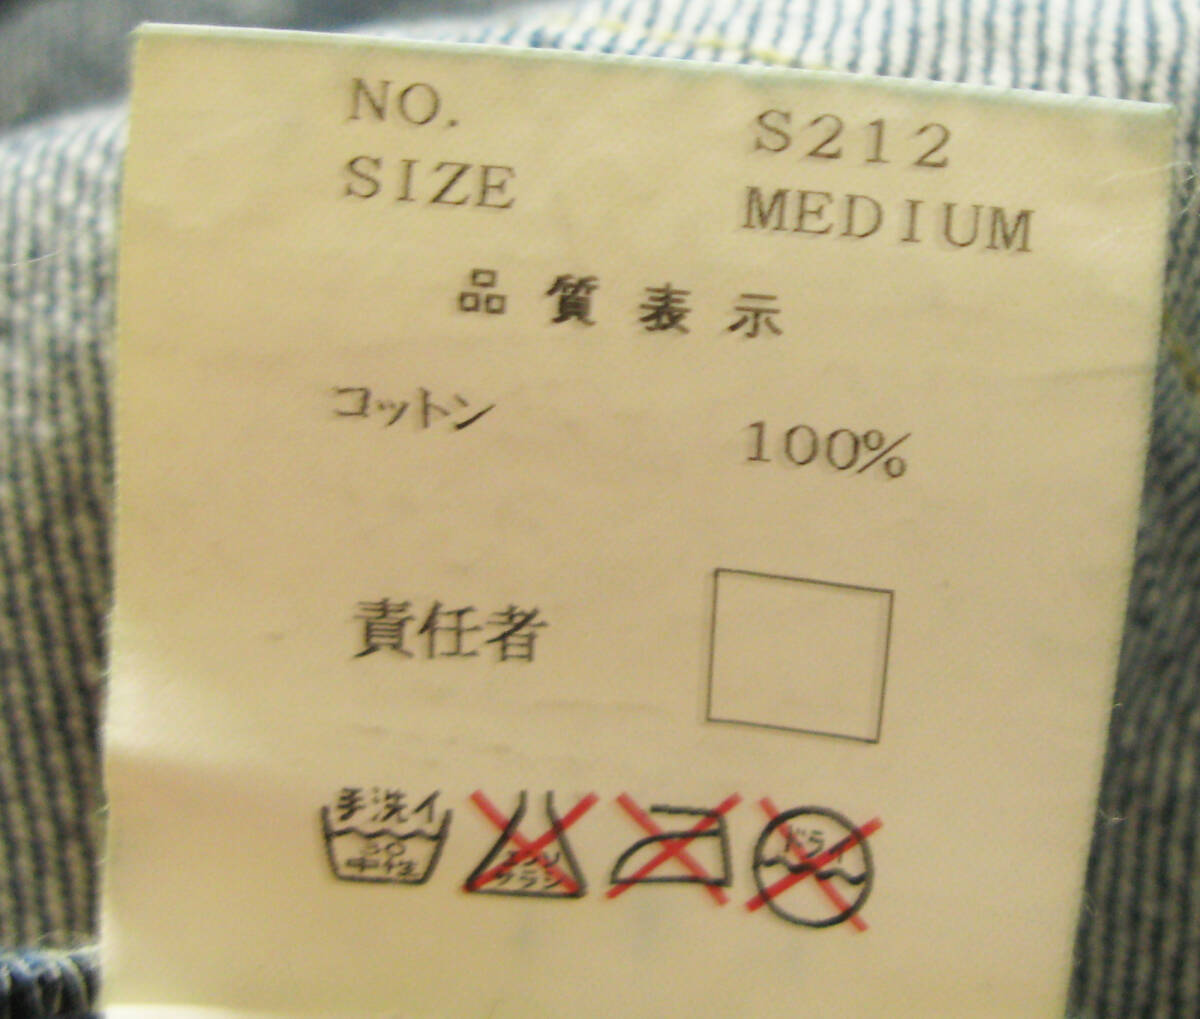 NO. S212
SIZE MEDIUM
品質表示
コットン 100%
責任者
手洗イ
30
中性
エンソ
サラシ
ドライ